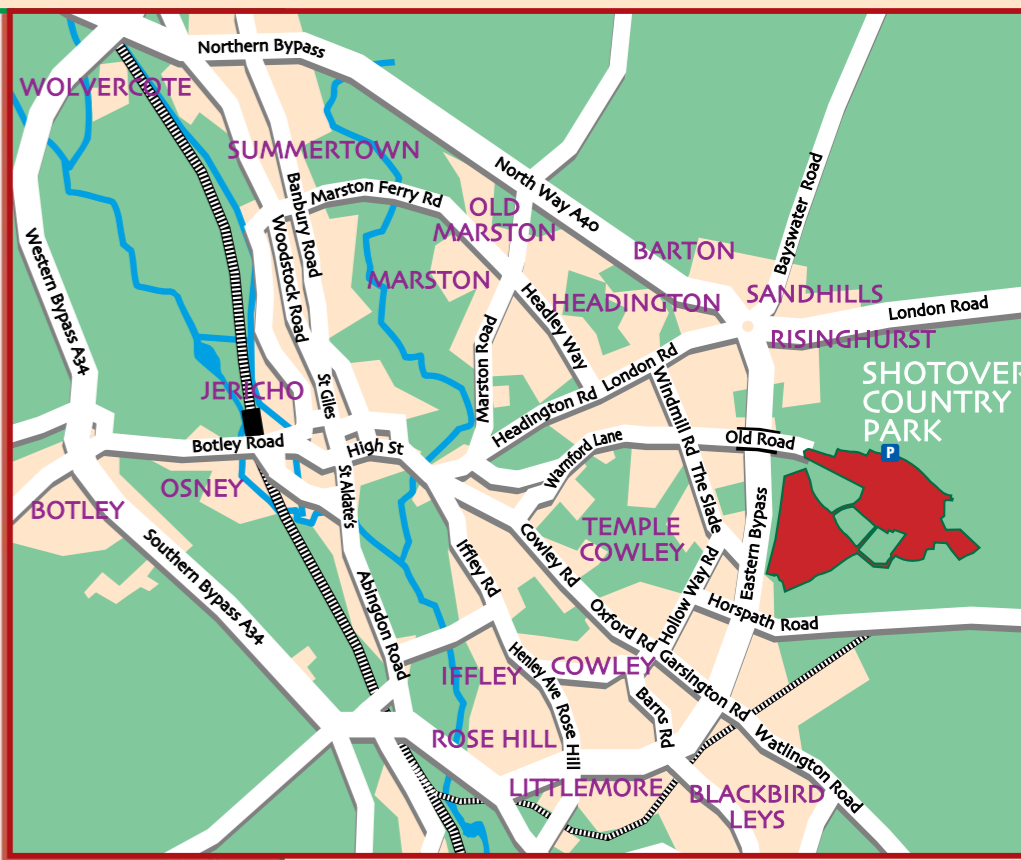 Northern Bypass
WOLVERCOTE
SUMMERTOWN
Banbury Road
Marston Ferry Rd
North Way A40
Bayswater Road
OLD
MARSTON
Woodstock Road
Western Bypass A34
BARTON
MARSTON
Headley Way
HEADINGTON
SANDHILLS
London Road
RISINGHURST
Marston Road
London Rd
Headington Rd
SHOTOVER
COUNTRY
PARK
P
JERICHO
St Giles
Windmill Rd
Botley Road
High St
Warnford Lane
Old Road
OSNEY
St Aldate's
The Slade
BOTLEY
TEMPLE
COWLEY
Eastern Bypass
Southern Bypass A34
Iffley Rd
Cowley Rd
Abingdon Road
Hollow Way Rd
Oxford Rd
Horspath Road
IFFLEY
Henley Ave
COWLEY
Garsington Rd
Barns Rd
Rose Hill
ROSE HILL
Watlington Road
LITTLEMORE
BLACKBIRD
LEYS